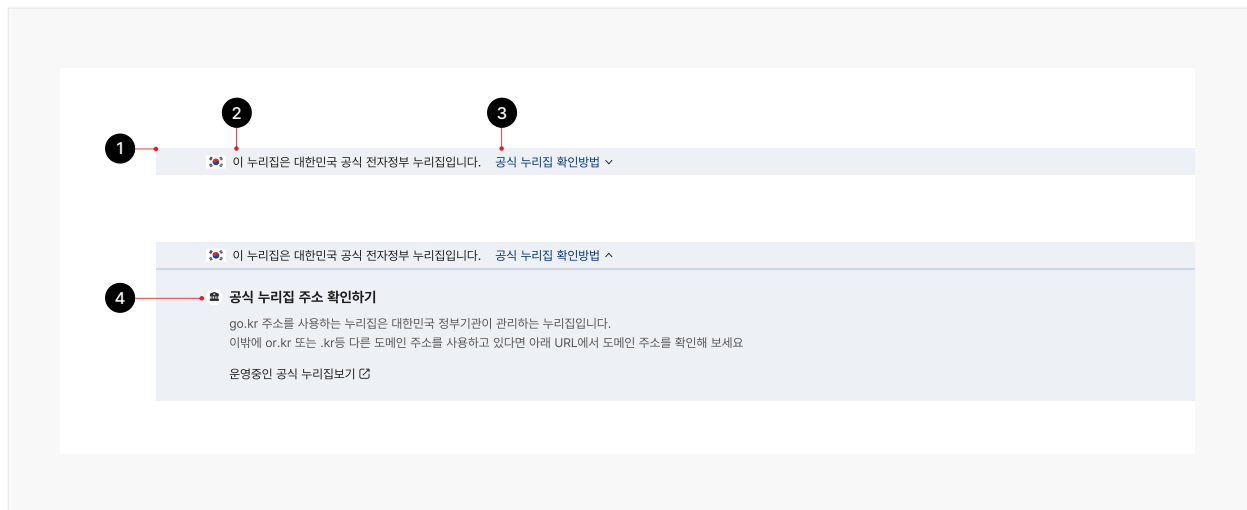 2
3
1
이 누리집은 대한민국 공식 전자정부 누리집입니다. 공식 누리집 확인방법
이 누리집은 대한민국 공식 전자정부 누리집입니다. 공식 누리집 확인방법
4
공식 누리집 주소 확인하기
go.kr 주소를 사용하는 누리집은 대한민국 정부기관이 관리하는 누리집입니다.
이밖에 or.kr 또는 .kr등 다른 도메인 주소를 사용하고 있다면 아래 URL에서 도메인 주소를 확인해 보세요
운영중인 공식 누리집보기